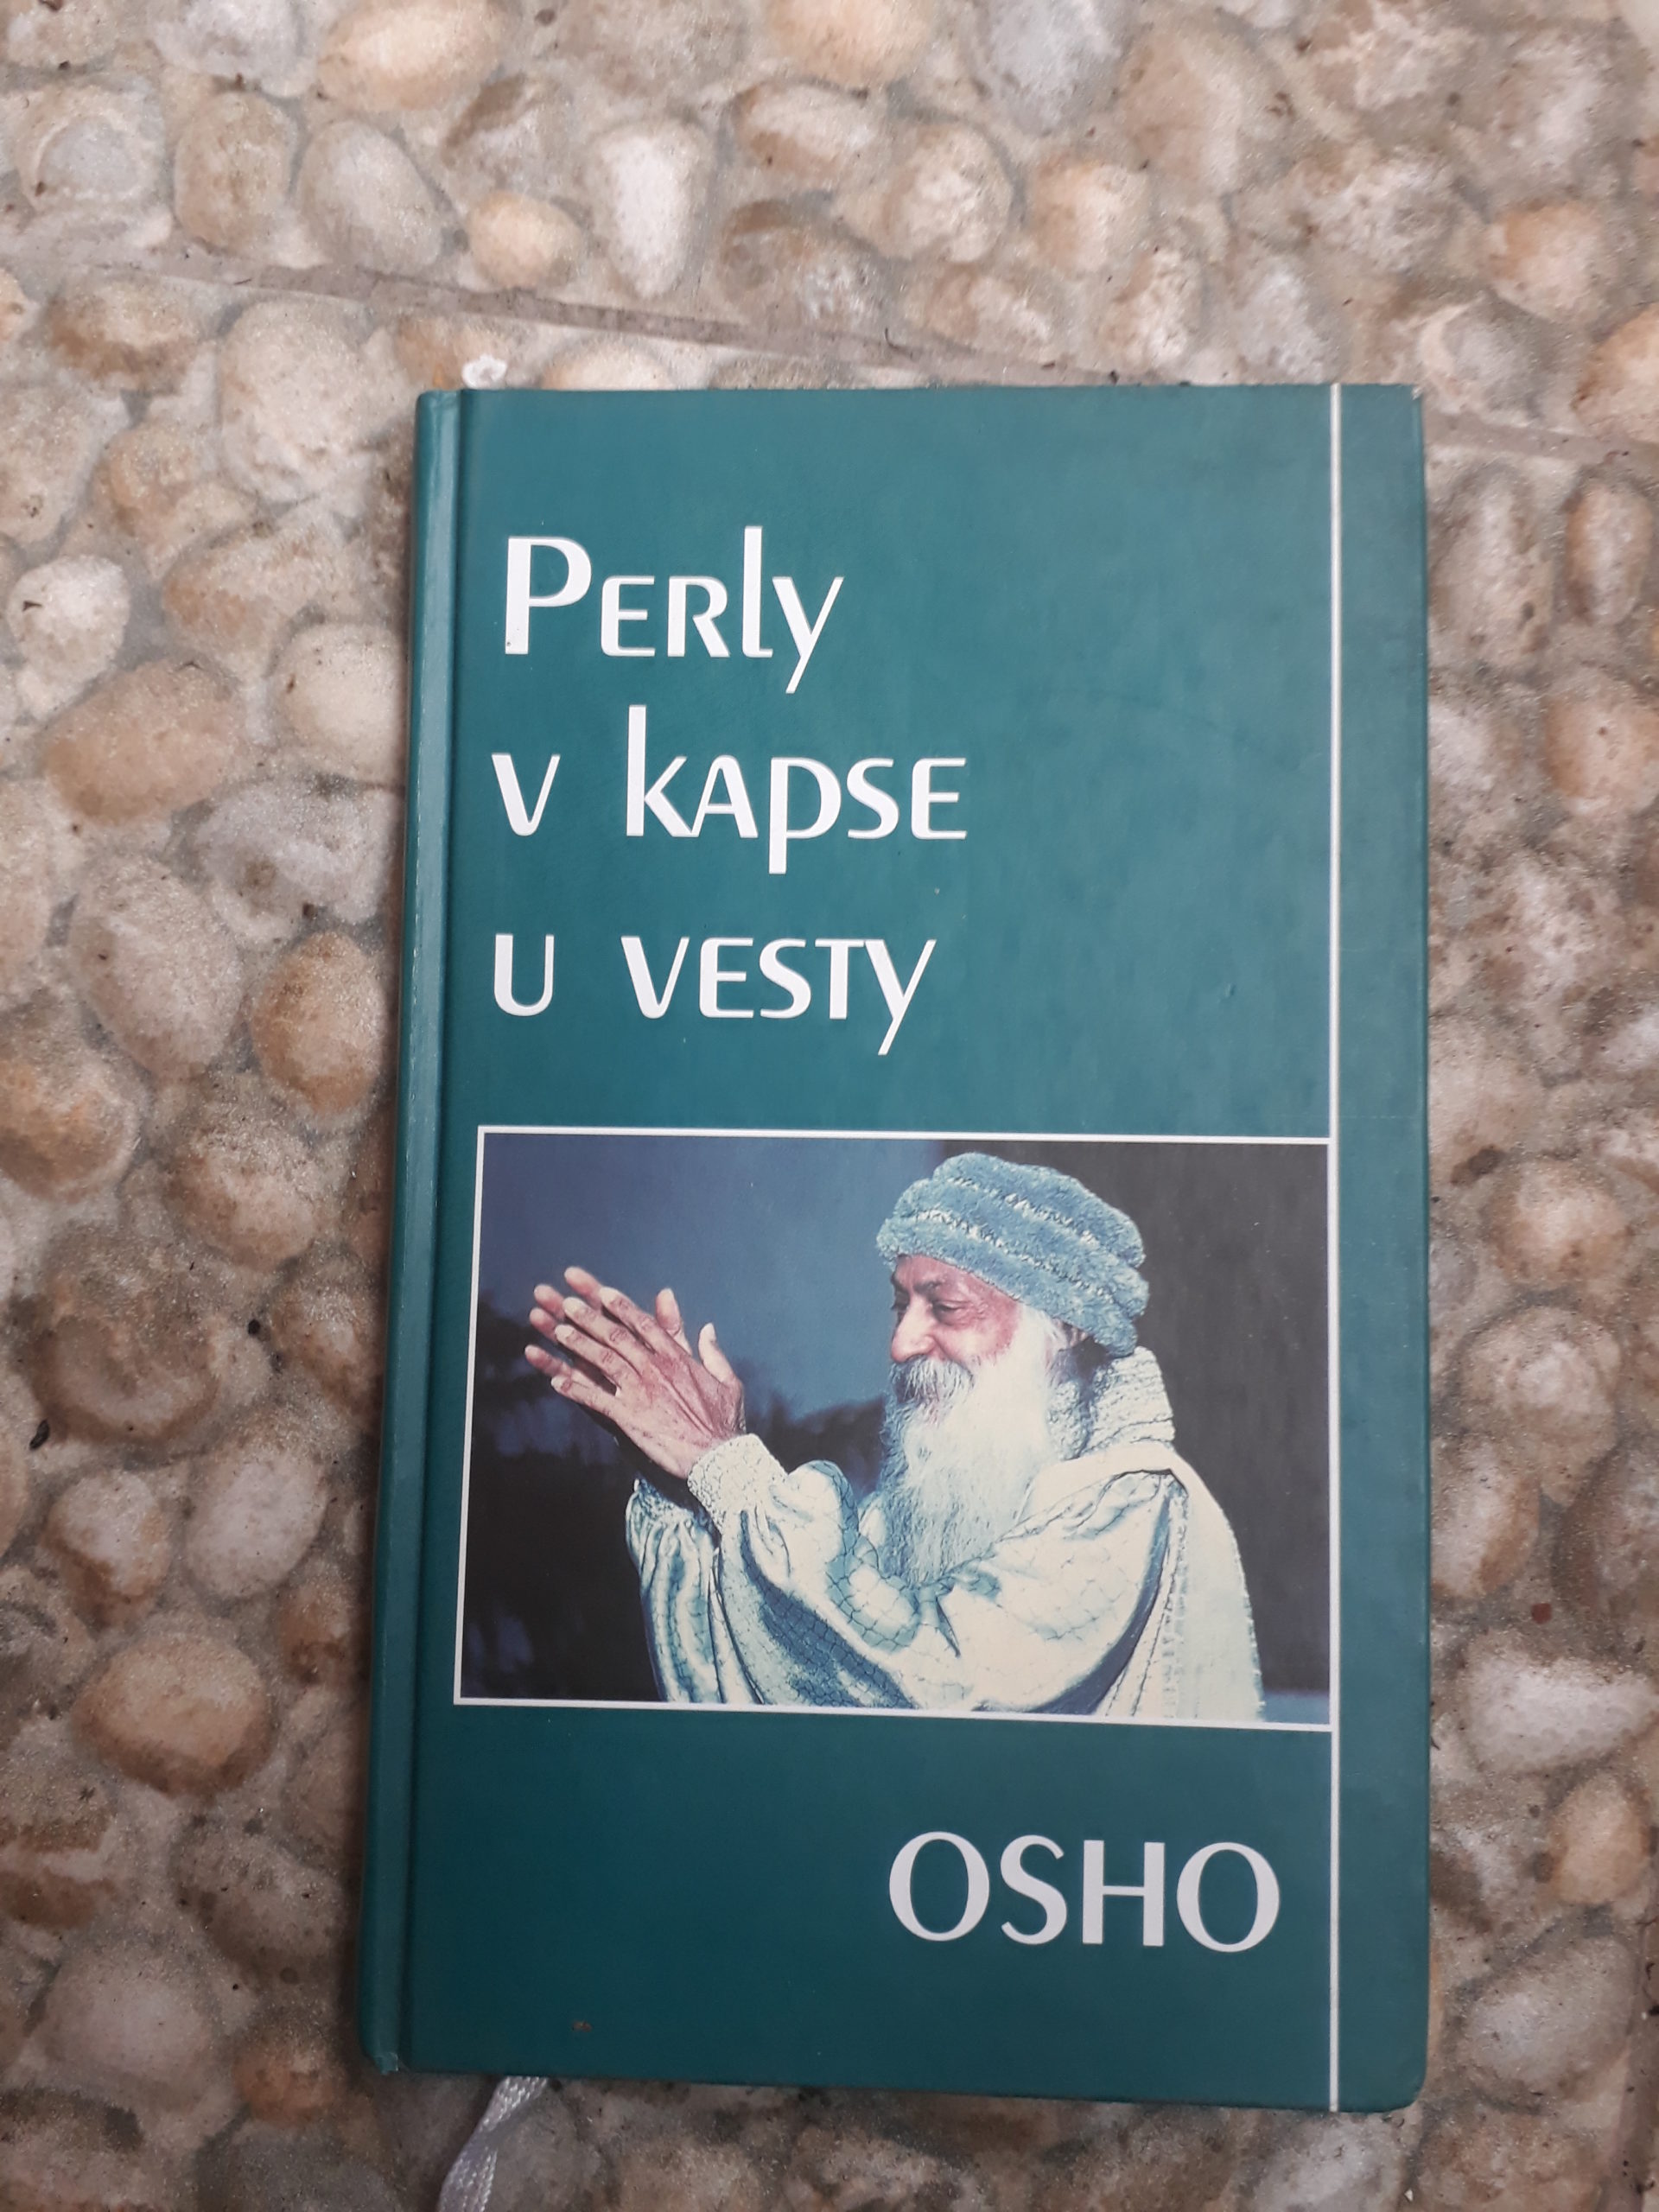 Perly
v kapse
u vesty
OSHO